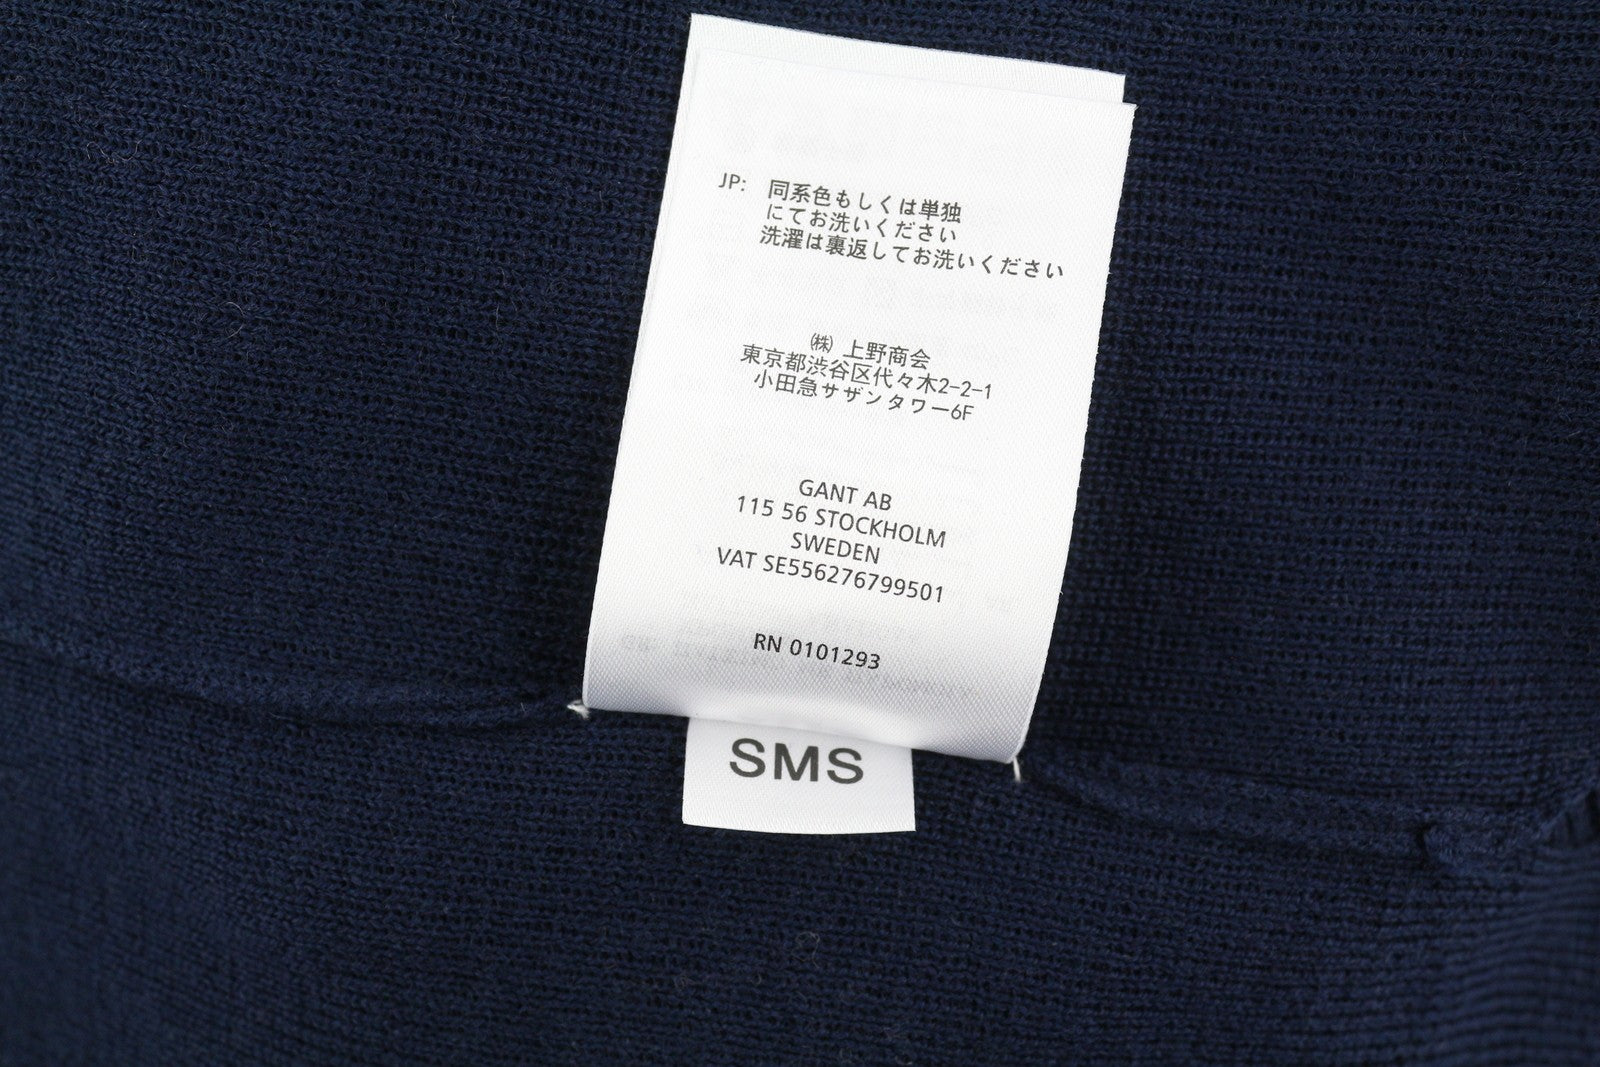 JP: 同系色もしくは単独
にてお洗いください
洗濯は裏返してお洗いください
㈱ 上野商会
東京都渋谷区代々木2-2-1
小田急サザンタワー6F
GANT AB
115 56 STOCKHOLM
SWEDEN
VAT SE556276799501
RN 0101293
SMS